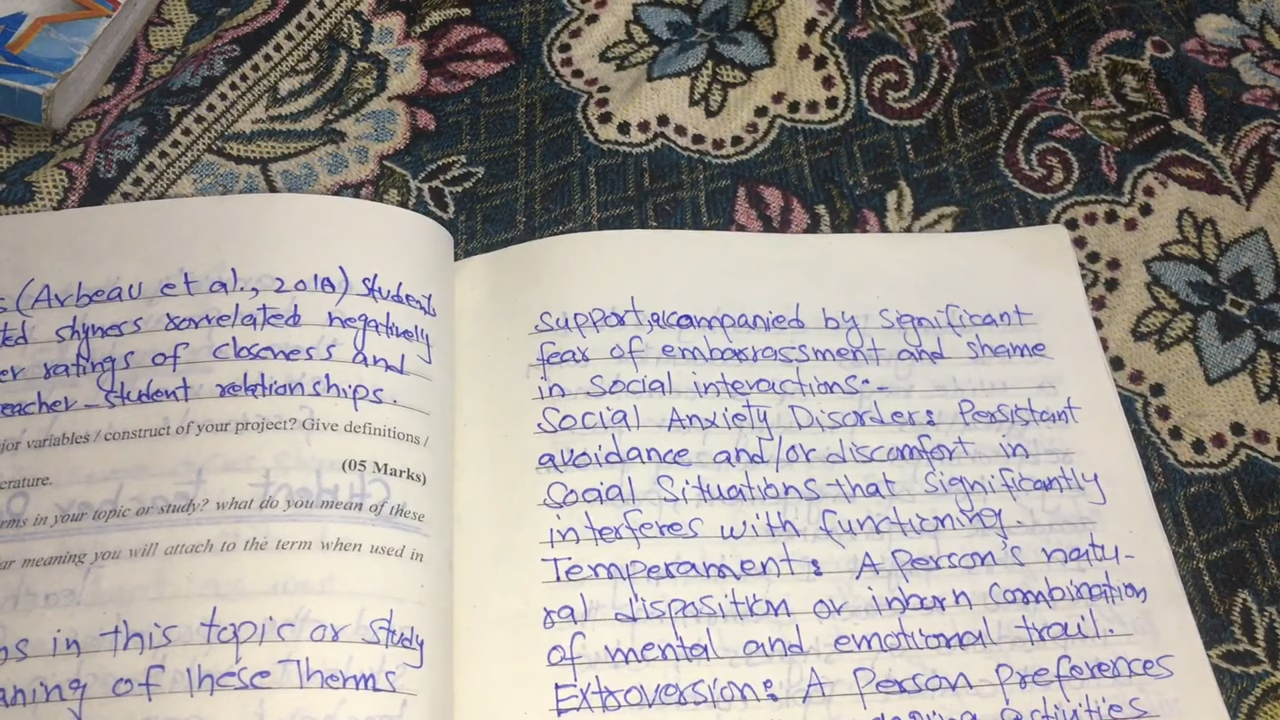 (Arbeau et al., 2010) students
ted shyners xorrelated negatively
er ratings of closeness and
eacher-student relationships.
jor variables / construct of your project? Give definitions /
erature.
(05 Marks)
rms in your topic or study? what do you mean of these
ar meaning you will attach to the term when used in
in this topic or study
aning of These Therms
support, accompanied by significant
fear of embarrassment and shame
in social interactions:-
Social Anxiety Disorder: Persistant
avoidance and/or discomfort in
Social Situations that significantly
interferes with functioning.
Temperament: A Person's natu-
ral disposition or inborn combination
of mental and emotional trail.
Extroversion: A Person preferences
activities